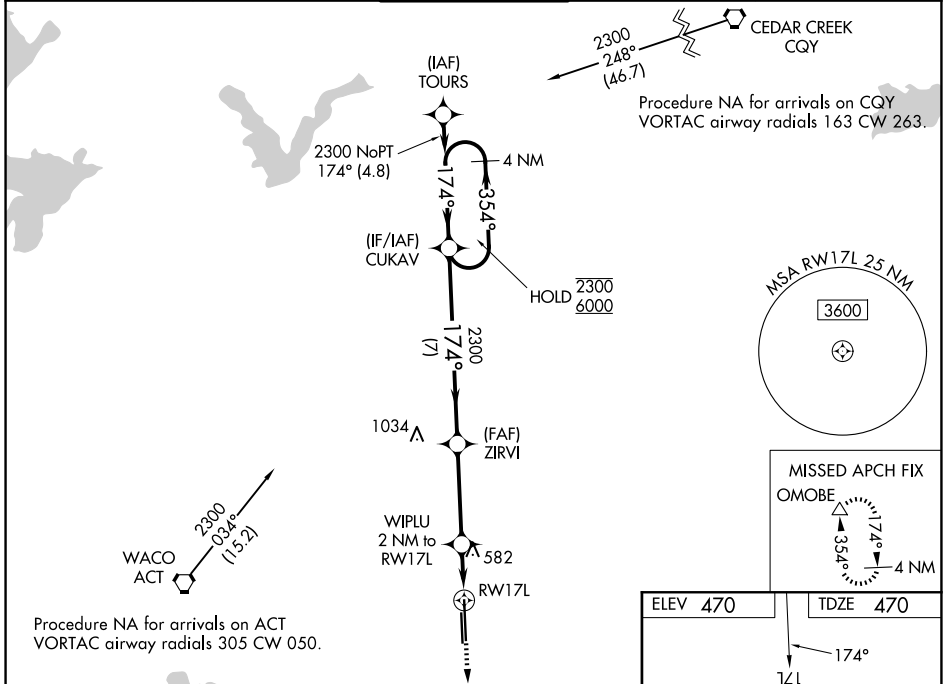 CEDAR CREEK
CQY
2300
248°
(46.7)
Procedure NA for arrivals on CQY
VORTAC airway radials 163 CW 263.
(IAF)
TOURS
2300 NoPT
174° (4.8)
4 NM
174°
354°
(IF/IAF)
CUKAV
HOLD 2300
6000
2300
174°
(7)
MSA RW17L 25 NM
3600
1034
(FAF)
ZIRVI
MISSED APCH FIX
OMOBE
174°
354°
4 NM
2300
034°
(15.2)
WACO
ACT
WIPLU
2 NM to
RW17L
582
RW17L
Procedure NA for arrivals on ACT
VORTAC airway radials 305 CW 050.
ELEV 470
TDZE 470
174°
17L